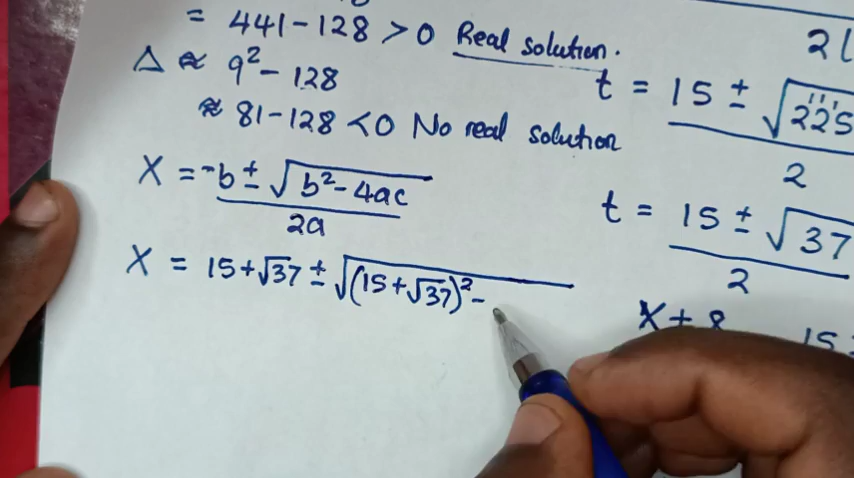 = 441 - 128 > 0 Real solution.
Δ ≈ 9² - 128
≈ 81 - 128 < 0 No real solution
X = -b ± √(b² - 4ac)
2a
X = 15 + √37 ± √((15 + √37)² -
t = 15 ± √225
2
t = 15 ± √37
2
X + 8